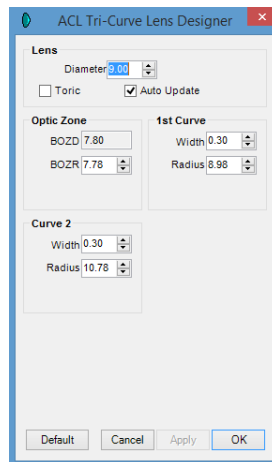 ACL Tri-Curve Lens Designer
Lens
Diameter 9.00
Toric Auto Update
Optic Zone
BOZD 7.80
BOZR 7.78
1st Curve
Width 0.30
Radius 8.98
Curve 2
Width 0.30
Radius 10.78
Default Cancel Apply OK